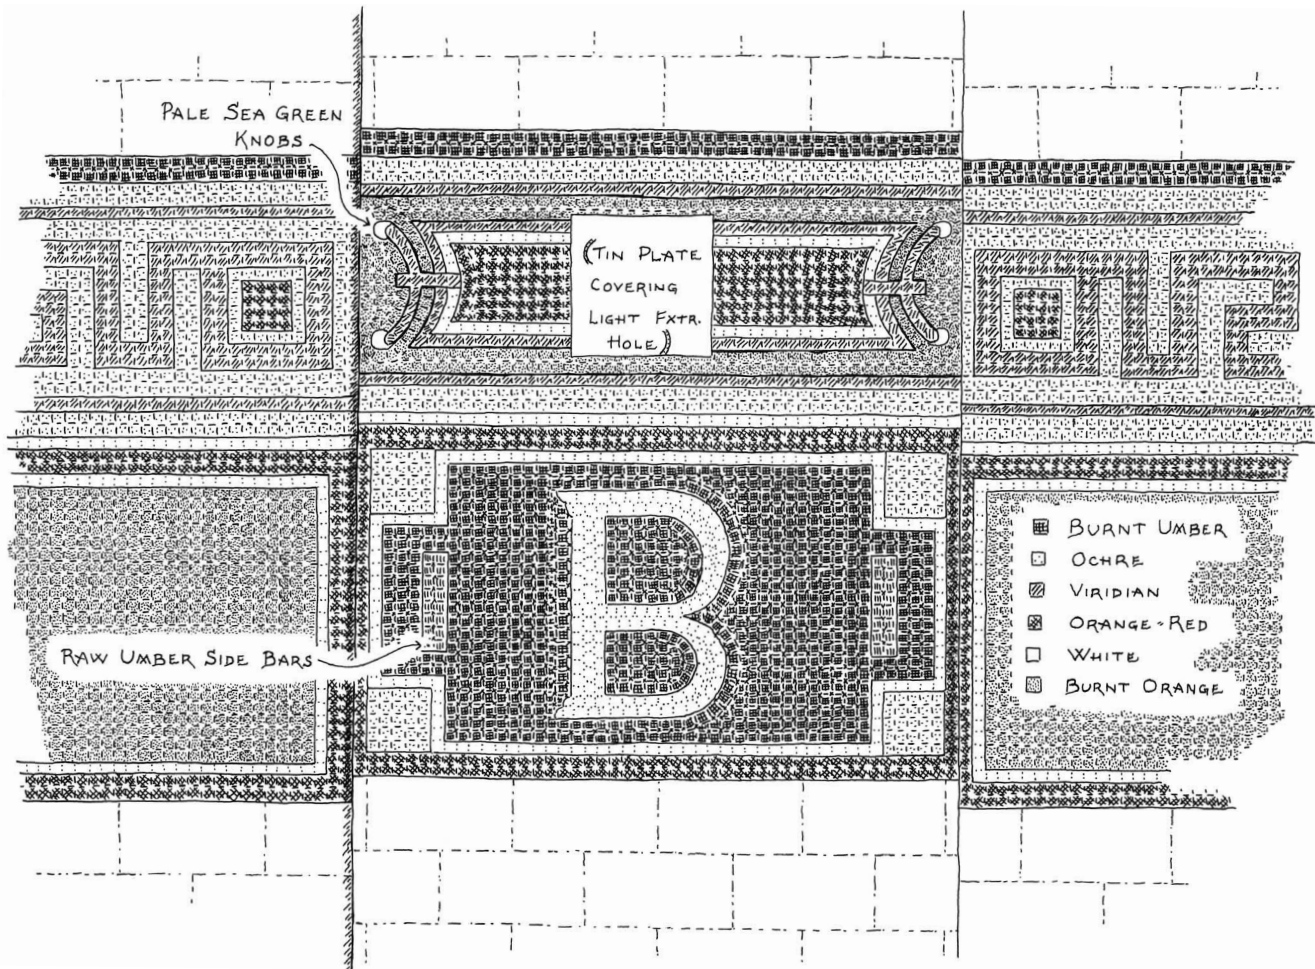 PALE SEA GREEN
KNOBS
(TIN PLATE
COVERING
LIGHT FXTR.
HOLE)
B
BURNT UMBER
OCHRE
VIRIDIAN
ORANGE-RED
WHITE
BURNT ORANGE
RAW UMBER SIDE BARS